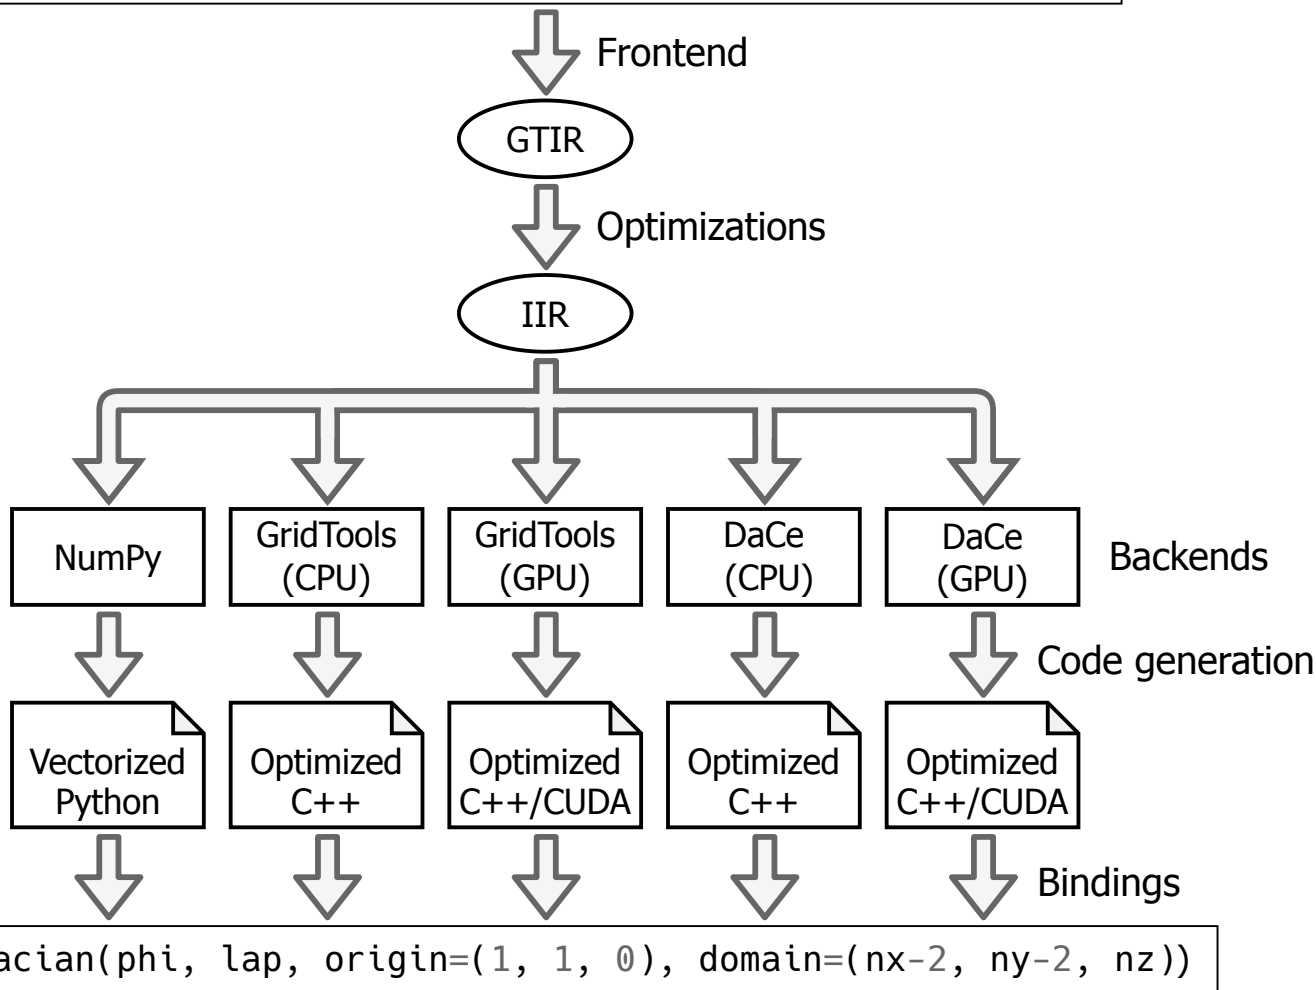 Frontend
GTIR
Optimizations
IIR
NumPy
GridTools
(CPU)
GridTools
(GPU)
DaCe
(CPU)
DaCe
(GPU)
Backends
Code generation
Vectorized
Python
Optimized
C++
Optimized
C++/CUDA
Optimized
C++
Optimized
C++/CUDA
Bindings
acian(phi, lap, origin=(1, 1, 0), domain=(nx-2, ny-2, nz))